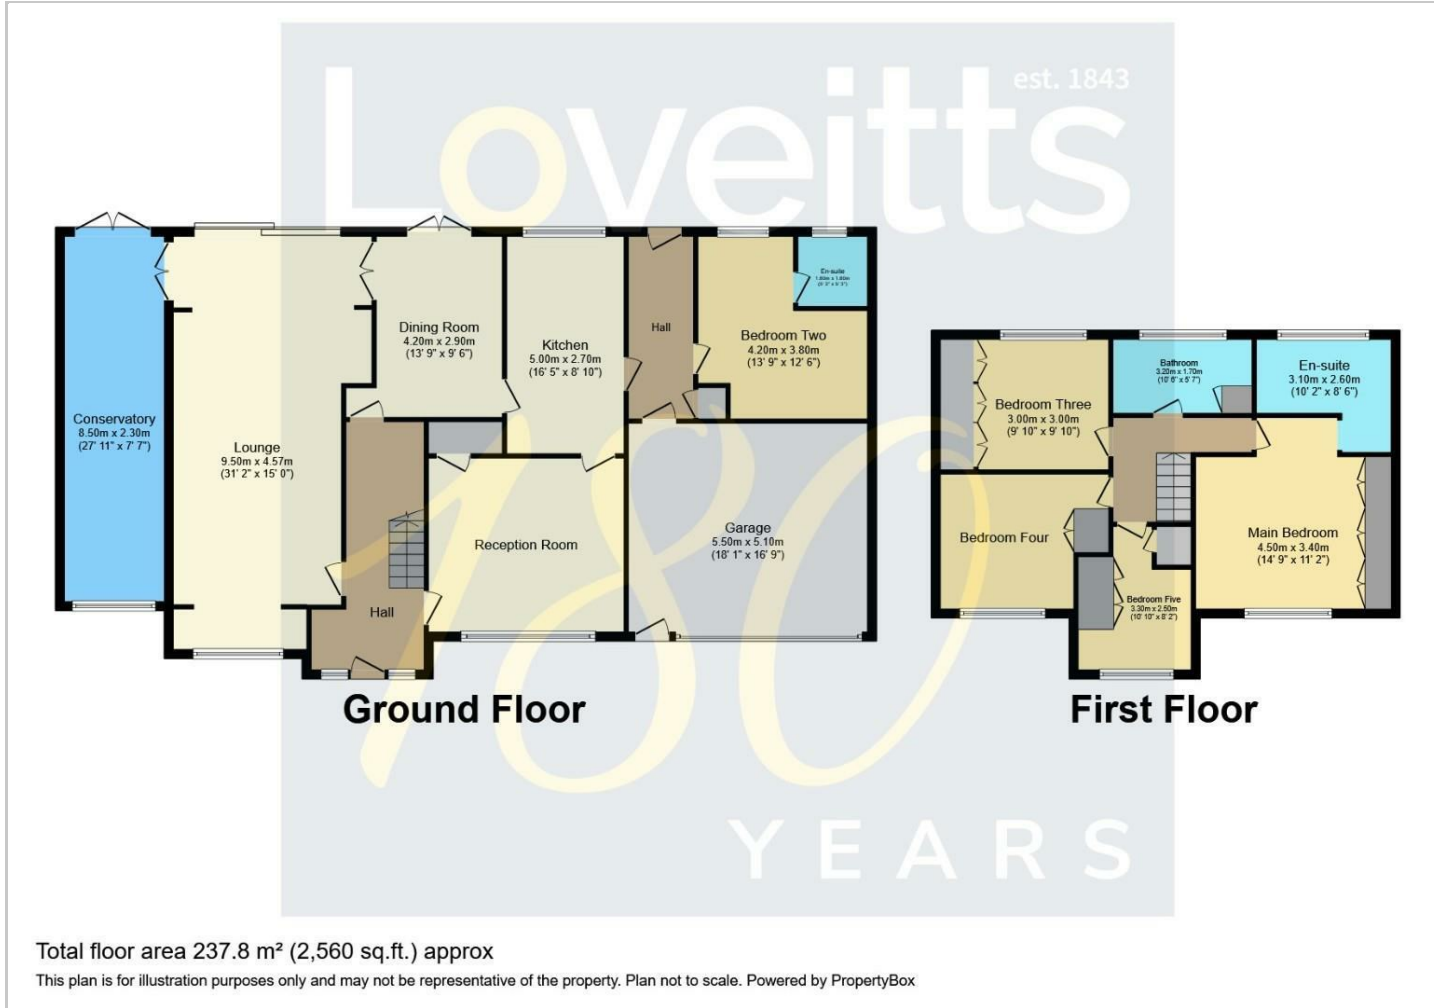 Loveitts
est. 1843
180
YEARS
Conservatory
8.50m x 2.30m
(27' 11" x 7' 7")
Lounge
9.50m x 4.57m
(31' 2" x 15' 0")
Dining Room
4.20m x 2.90m
(13' 9" x 9' 6")
Kitchen
5.00m x 2.70m
(16' 5" x 8' 10")
Hall
Bedroom Two
4.20m x 3.80m
(13' 9" x 12' 6")
En-suite
Reception Room
Garage
5.50m x 5.10m
(18' 1" x 16' 9")
Hall
Ground Floor
Bedroom Three
3.00m x 3.00m
(9' 10" x 9' 10")
Bathroom
3.20m x 1.70m
(10' 6" x 5' 7")
En-suite
3.10m x 2.60m
(10' 2" x 8' 6")
Bedroom Four
Main Bedroom
4.50m x 3.40m
(14' 9" x 11' 2")
Bedroom Five
3.30m x 2.50m
(10' 10" x 8' 2")
First Floor
Total floor area 237.8 m² (2,560 sq.ft.) approx
This plan is for illustration purposes only and may not be representative of the property. Plan not to scale. Powered by PropertyBox